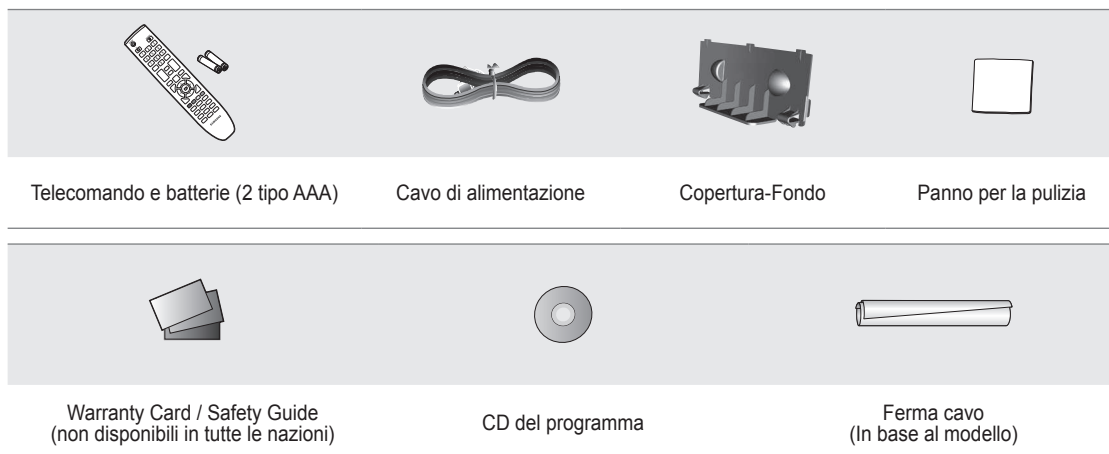 Telecomando e batterie (2 tipo AAA)
Cavo di alimentazione
Copertura-Fondo
Panno per la pulizia
Warranty Card / Safety Guide
(non disponibili in tutte le nazioni)
CD del programma
Ferma cavo
(In base al modello)